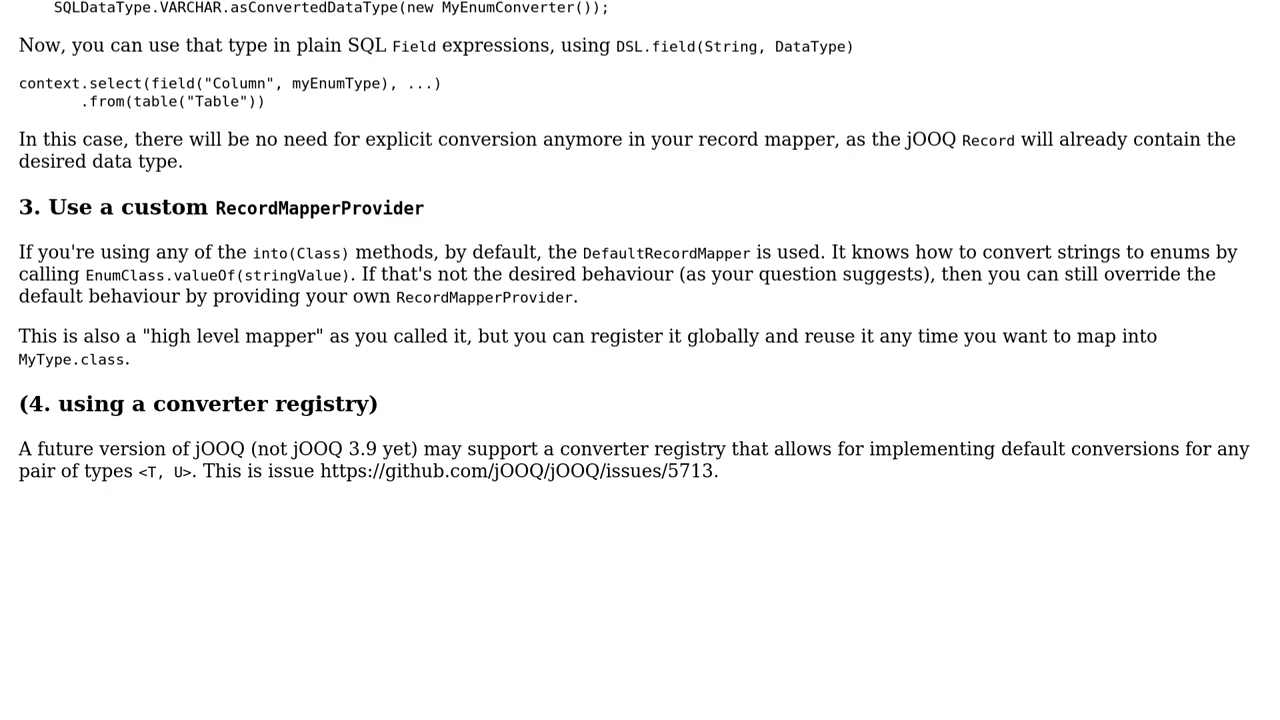 SQLDataType.VARCHAR.asConvertedDataType(new MyEnumConverter());
Now, you can use that type in plain SQL Field expressions, using DSL.field(String, DataType)
context.select(field("Column", myEnumType), ...)
.from(table("Table"))
In this case, there will be no need for explicit conversion anymore in your record mapper, as the jOOQ Record will already contain the
desired data type.
3. Use a custom RecordMapperProvider
If you're using any of the into(Class) methods, by default, the DefaultRecordMapper is used. It knows how to convert strings to enums by
calling EnumClass.valueOf(stringValue). If that's not the desired behaviour (as your question suggests), then you can still override the
default behaviour by providing your own RecordMapperProvider.
This is also a "high level mapper" as you called it, but you can register it globally and reuse it any time you want to map into
MyType.class.
(4. using a converter registry)
A future version of jOOQ (not jOOQ 3.9 yet) may support a converter registry that allows for implementing default conversions for any
pair of types <T, U>. This is issue https://github.com/jOOQ/jOOQ/issues/5713.